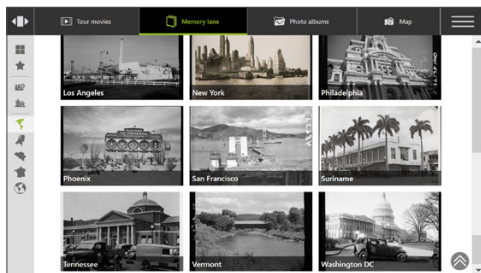 Tour movies
Memory lane
Photo albums
Map
Los Angeles
New York
Philadelphia
Phoenix
San Francisco
Suriname
Tennessee
Vermont
Washington DC